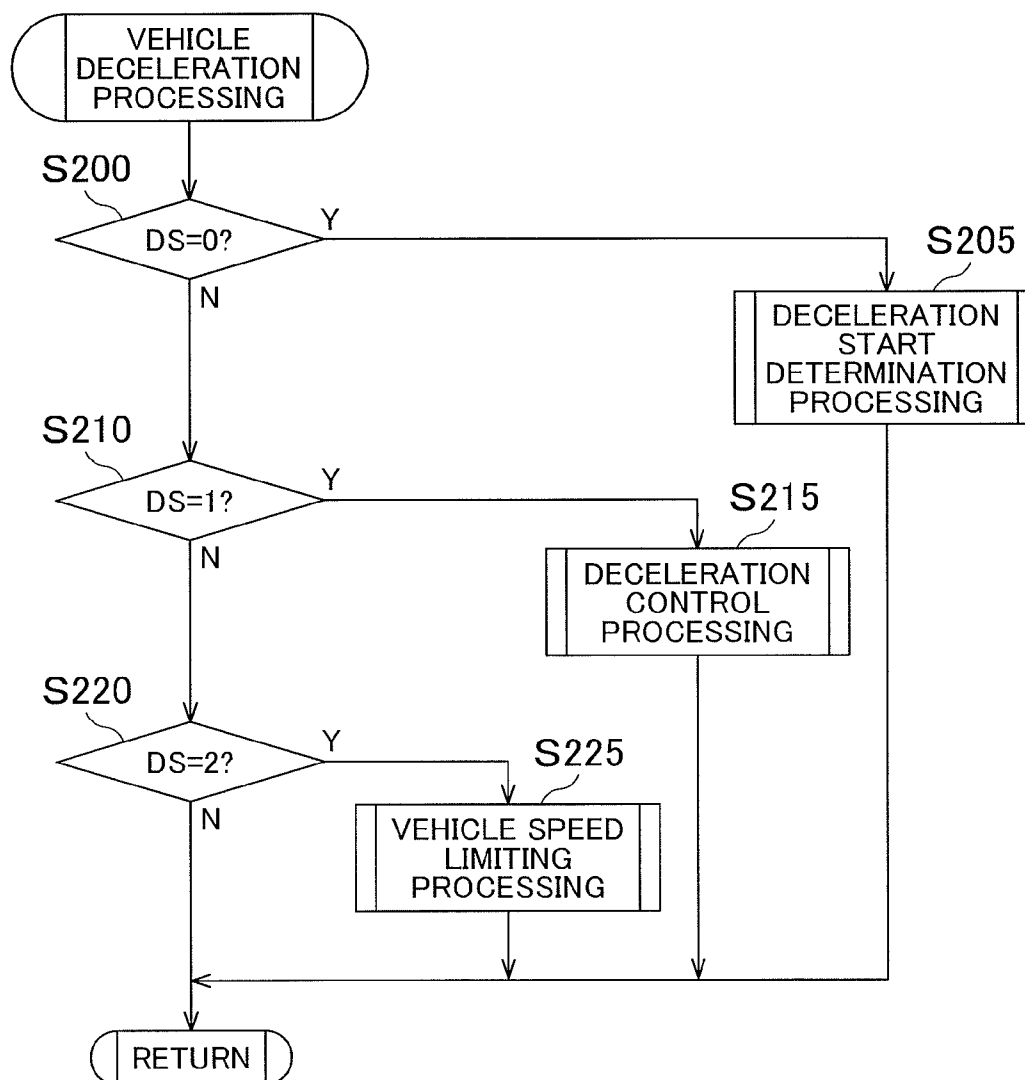 VEHICLE
DECELERATION
PROCESSING
S200
DS=0?
Y
N
S205
DECELERATION
START
DETERMINATION
PROCESSING
S210
DS=1?
Y
N
S215
DECELERATION
CONTROL
PROCESSING
S220
DS=2?
Y
N
S225
VEHICLE SPEED
LIMITING
PROCESSING
RETURN